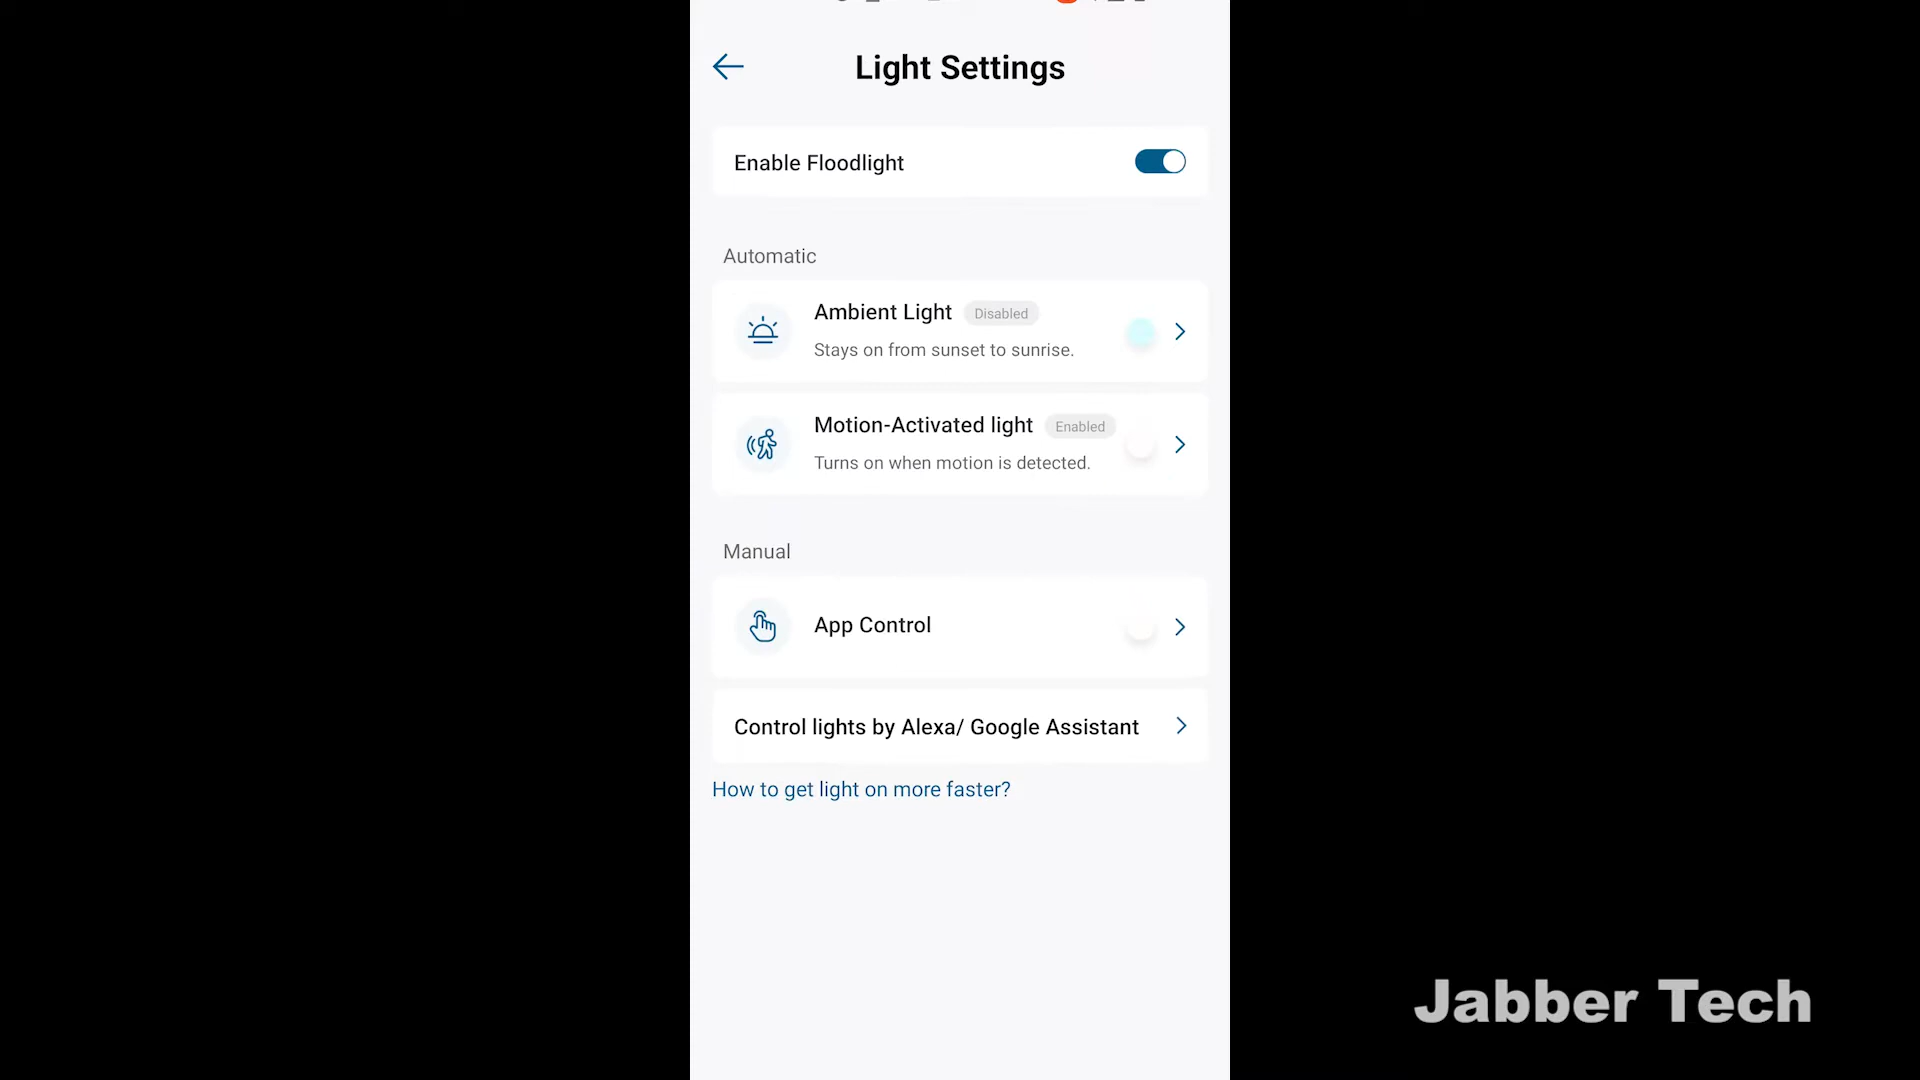 Light Settings
Enable Floodlight
Automatic
Ambient Light Disabled
Stays on from sunset to sunrise.
Motion-Activated light Enabled
Turns on when motion is detected.
Manual
App Control
Control lights by Alexa/ Google Assistant
How to get light on more faster?
Jabber Tech